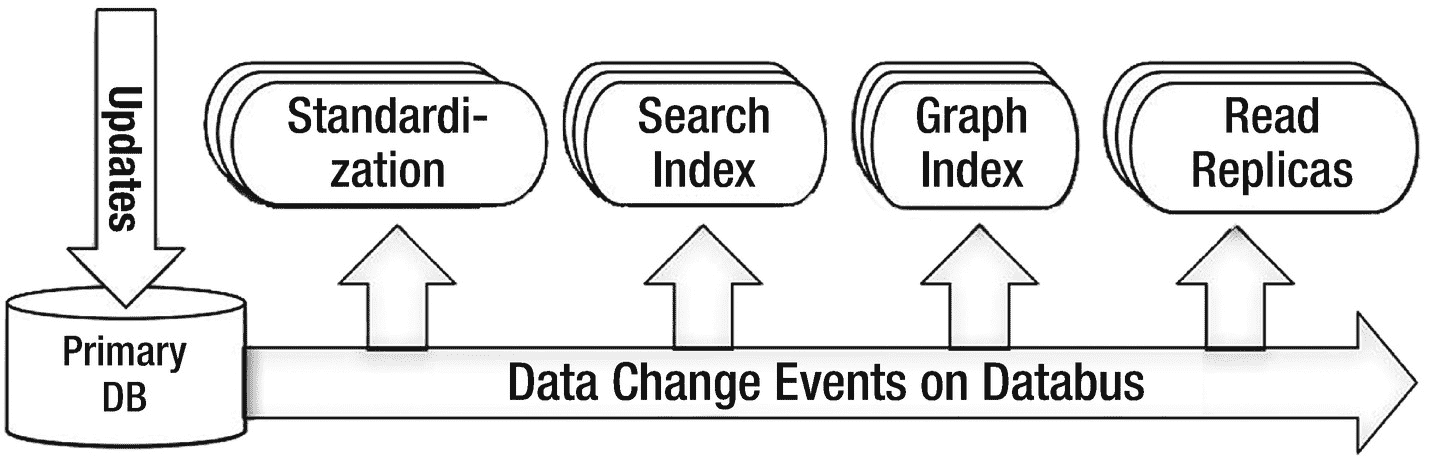 Updates
Standardi-
zation
Search
Index
Graph
Index
Read
Replicas
Primary
DB
Data Change Events on Databus